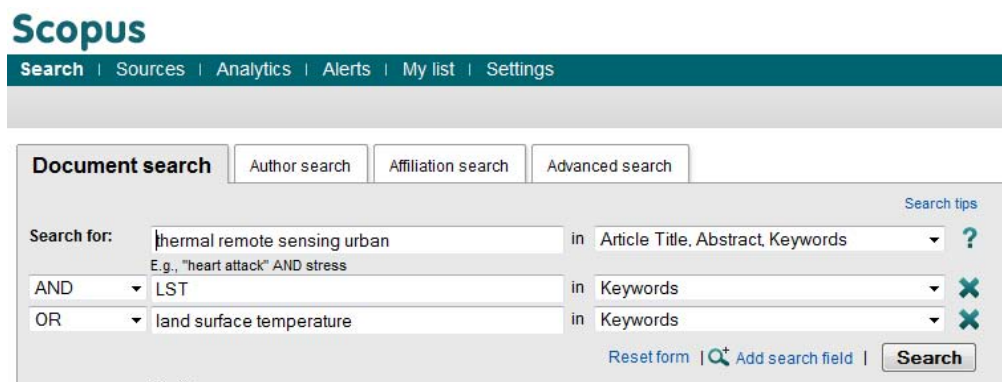 Scopus
Search | Sources | Analytics | Alerts | My list | Settings
Document search Author search Affiliation search Advanced search
Search tips
Search for: thermal remote sensing urban in Article Title, Abstract, Keywords ?
E.g., "heart attack" AND stress
AND LST in Keywords
OR land surface temperature in Keywords
Reset form | Add search field | Search